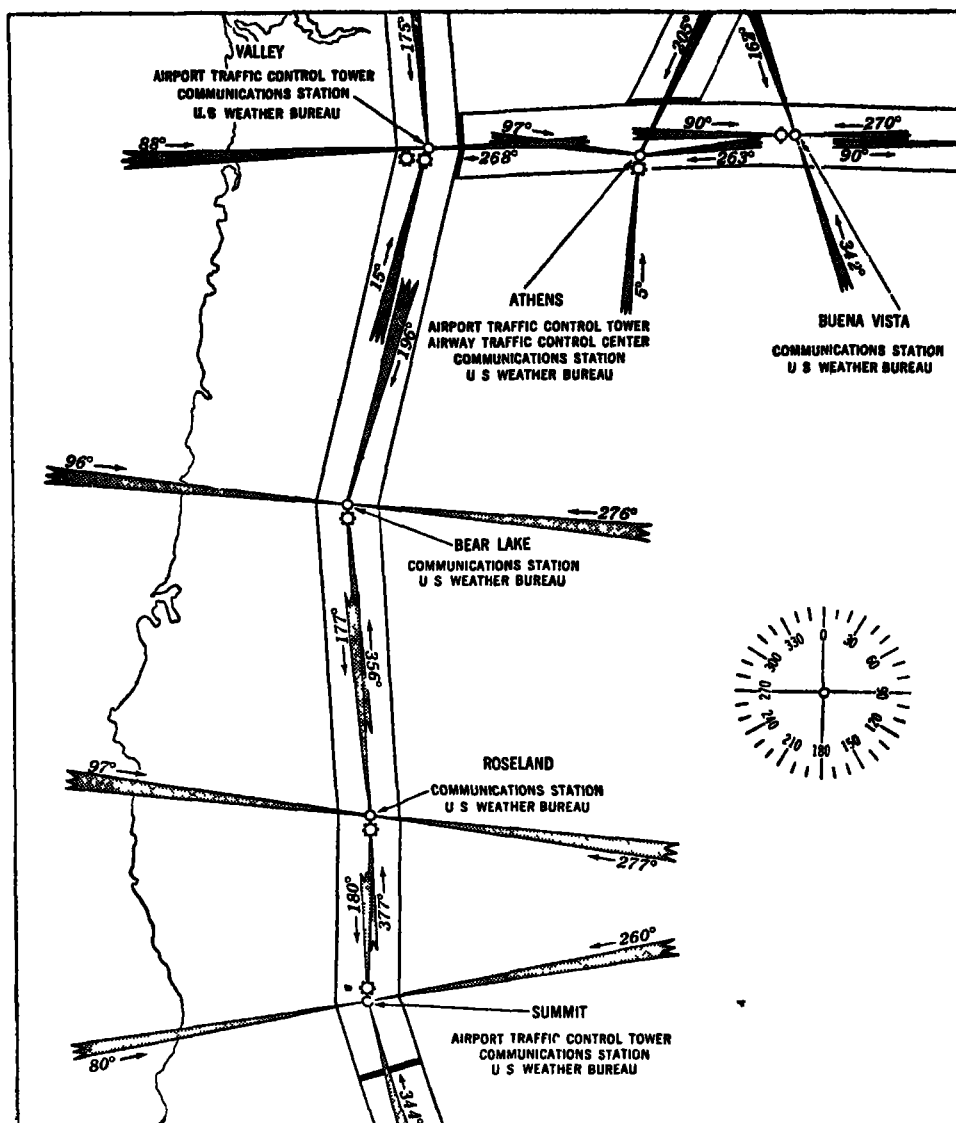 175°
205°
167°
VALLEY
AIRPORT TRAFFIC CONTROL TOWER
COMMUNICATIONS STATION
U.S WEATHER BUREAU
88°
97°
268°
90°
263°
270°
90°
15°
196°
5°
342°
ATHENS
AIRPORT TRAFFIC CONTROL TOWER
AIRWAY TRAFFIC CONTROL CENTER
COMMUNICATIONS STATION
U S WEATHER BUREAU
BUENA VISTA
COMMUNICATIONS STATION
U S WEATHER BUREAU
96°
276°
BEAR LAKE
COMMUNICATIONS STATION
U S WEATHER BUREAU
177°
356°
0
30
60
90
120
150
180
210
240
270
300
330
97°
ROSELAND
COMMUNICATIONS STATION
U S WEATHER BUREAU
277°
180°
377°
260°
80°
SUMMIT
AIRPORT TRAFFIC CONTROL TOWER
COMMUNICATIONS STATION
U S WEATHER BUREAU
344°